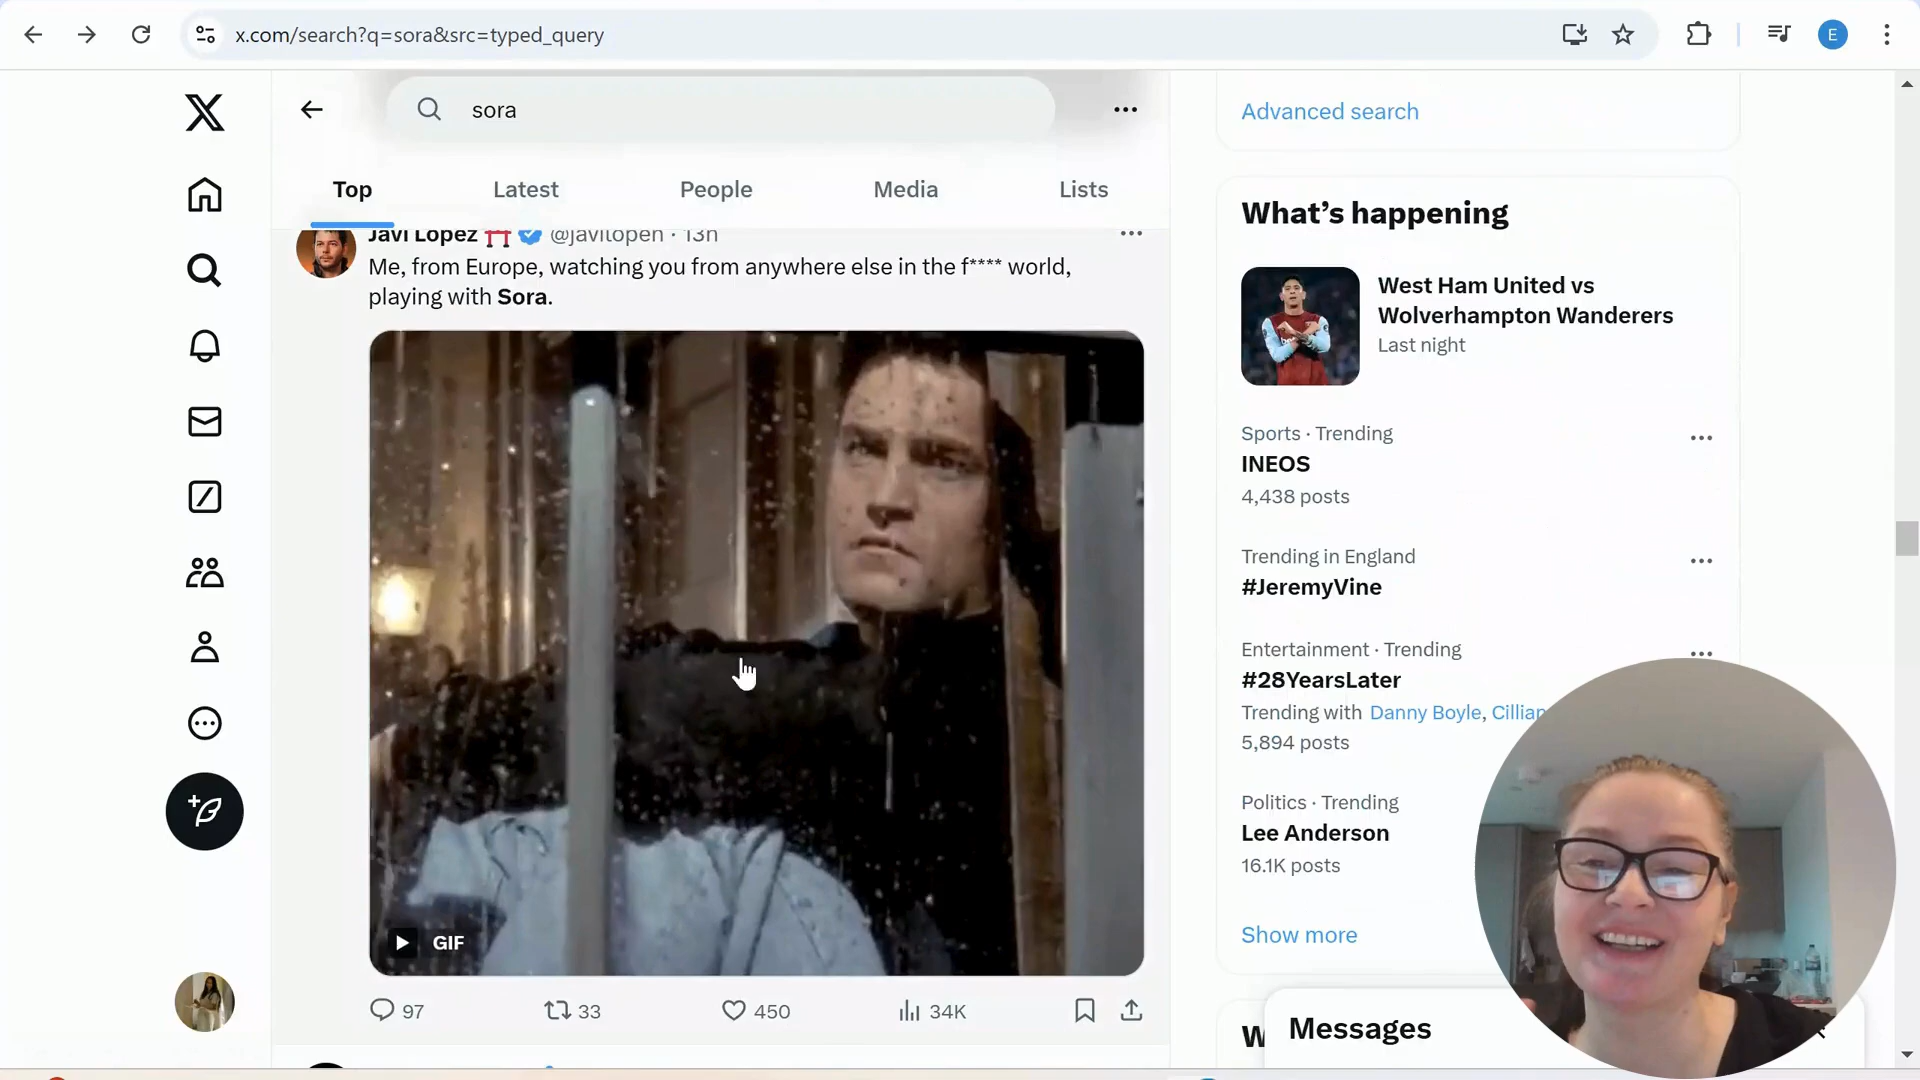 x.com/search?q=sora&src=typed_query
E
sora
Top
Latest
People
Media
Lists
Javi Lopez @javilopen · 13h
Me, from Europe, watching you from anywhere else in the f**** world,
playing with Sora.
GIF
97
33
450
34K
Advanced search
What's happening
West Ham United vs
Wolverhampton Wanderers
Last night
Sports · Trending
INEOS
4,438 posts
Trending in England
#JeremyVine
Entertainment · Trending
#28YearsLater
Trending with Danny Boyle, Cillian
5,894 posts
Politics · Trending
Lee Anderson
16.1K posts
Show more
Messages